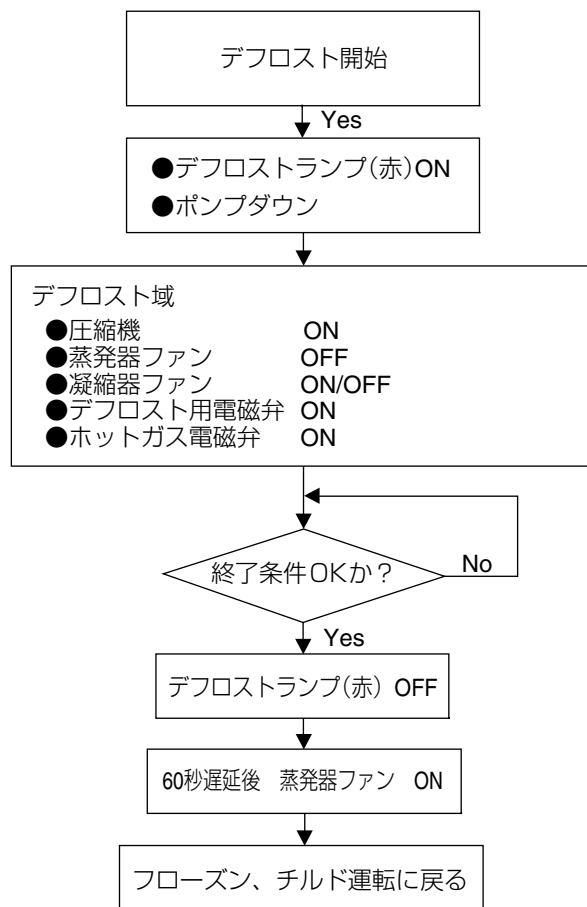 デフロスト開始
Yes
●デフロストランプ(赤)ON
●ポンプダウン
デフロスト域
●圧縮機 ON
●蒸発器ファン OFF
●凝縮器ファン ON/OFF
●デフロスト用電磁弁 ON
●ホットガス電磁弁 ON
終了条件OKか？ No
Yes
デフロストランプ(赤) OFF
60秒遅延後 蒸発器ファン ON
フローズン、チルド運転に戻る